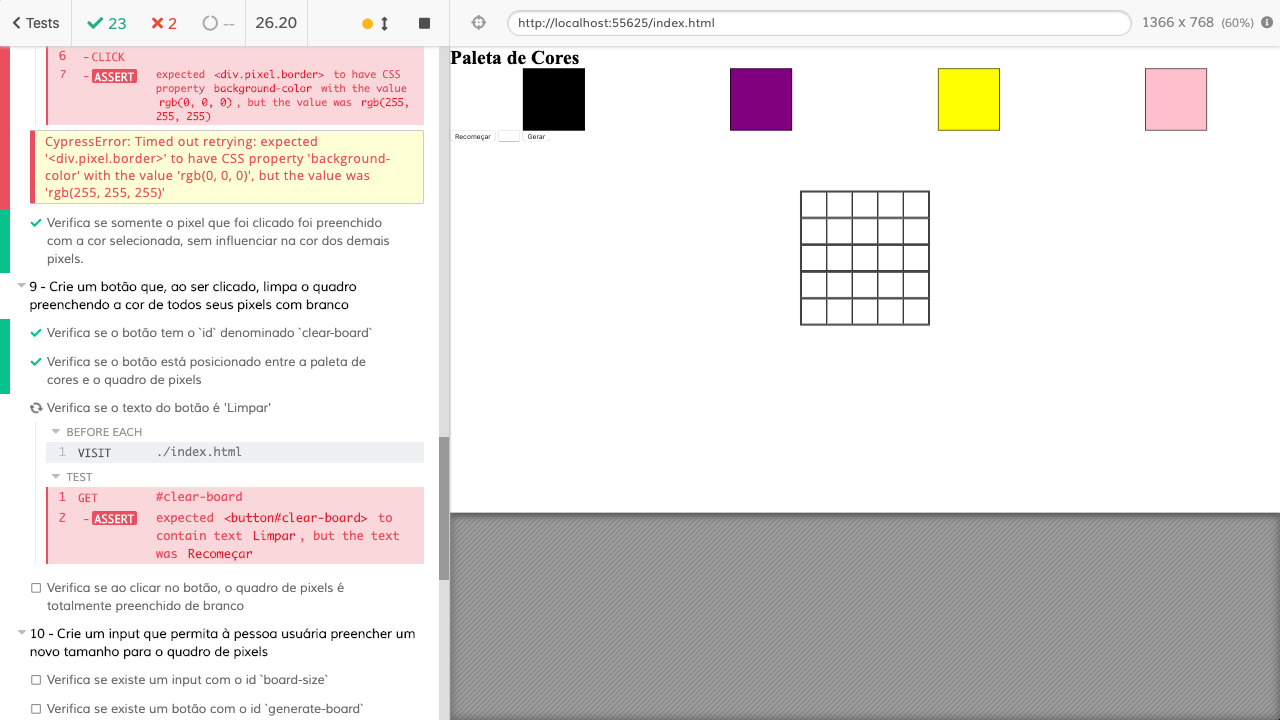 Tests 23 2 -- 26.20 http://localhost:55625/index.html 1366 x 768 (60%)
6 - CLICK
7 - ASSERT expected <div.pixel.border> to have CSS
property background-color with the value
rgb(0, 0, 0), but the value was rgb(255,
255, 255)
CypressError: Timed out retrying: expected
'<div.pixel.border>' to have CSS property 'background-
color' with the value 'rgb(0, 0, 0)', but the value was
'rgb(255, 255, 255)'
Verifica se somente o pixel que foi clicado foi preenchido
com a cor selecionada, sem influenciar na cor dos demais
pixels.
9 - Crie um botão que, ao ser clicado, limpa o quadro
preenchendo a cor de todos seus pixels com branco
Verifica se o botão tem o `id` denominado `clear-board`
Verifica se o botão está posicionado entre a paleta de
cores e o quadro de pixels
Verifica se o texto do botão é 'Limpar'
BEFORE EACH
1 VISIT ./index.html
TEST
1 GET #clear-board
2 - ASSERT expected <button#clear-board> to
contain text Limpar, but the text
was Recomeçar
Verifica se ao clicar no botão, o quadro de pixels é
totalmente preenchido de branco
10 - Crie um input que permita à pessoa usuária preencher um
novo tamanho para o quadro de pixels
Verifica se existe um input com o id `board-size`
Verifica se existe um botão com o id `generate-board`
Paleta de Cores
Recomeçar Gerar